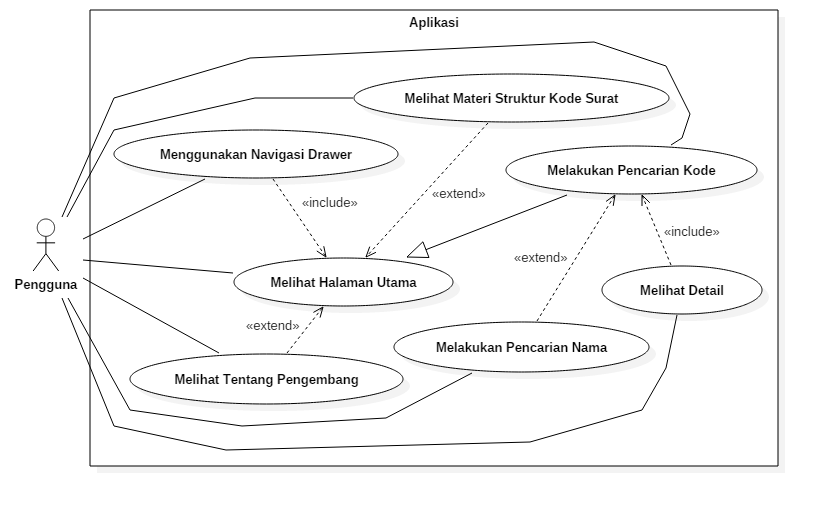 Aplikasi
Melihat Materi Struktur Kode Surat
Menggunakan Navigasi Drawer
Melakukan Pencarian Kode
«include»
«extend»
«include»
«extend»
Pengguna
Melihat Halaman Utama
Melihat Detail
«extend»
Melakukan Pencarian Nama
Melihat Tentang Pengembang